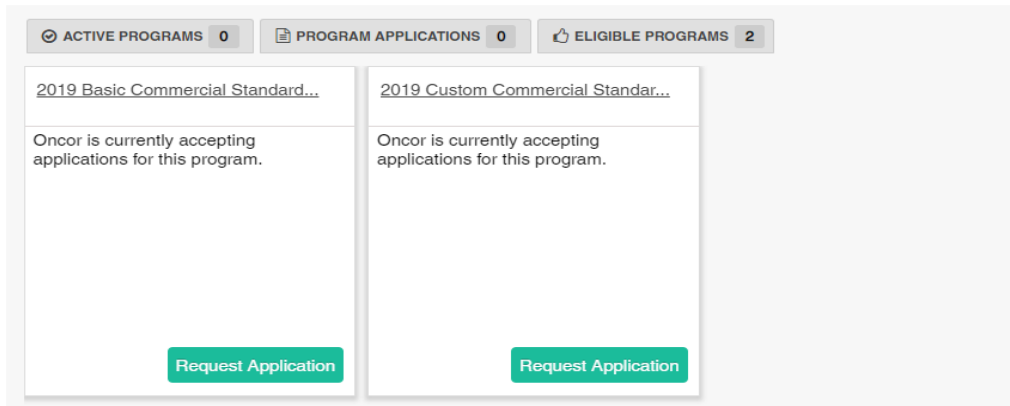 ACTIVE PROGRAMS 0 PROGRAM APPLICATIONS 0 ELIGIBLE PROGRAMS 2
2019 Basic Commercial Standard...
Oncor is currently accepting
applications for this program.
Request Application
2019 Custom Commercial Standar...
Oncor is currently accepting
applications for this program.
Request Application